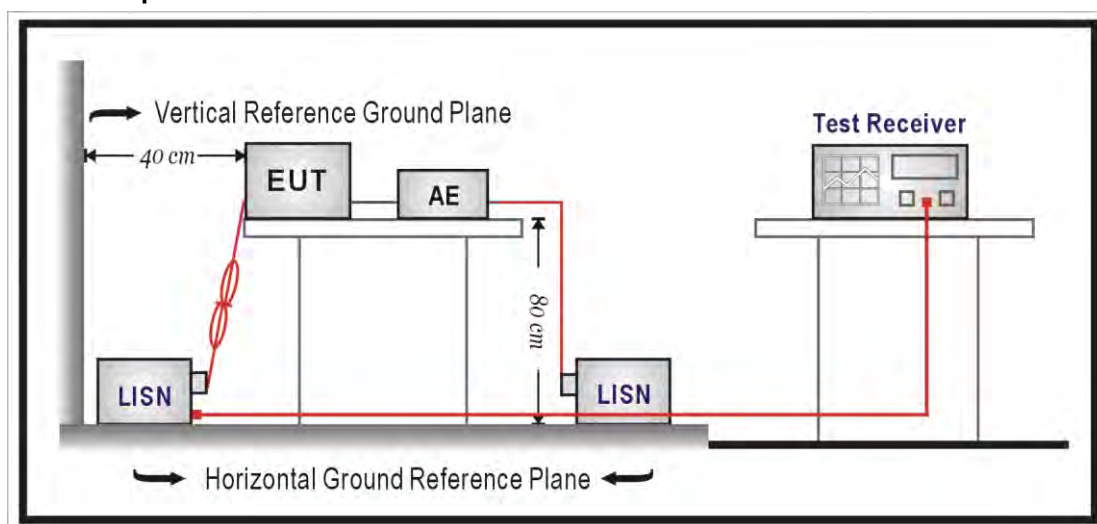 Vertical Reference Ground Plane
Test Receiver
40 cm
EUT
AE
80 cm
LISN
LISN
Horizontal Ground Reference Plane